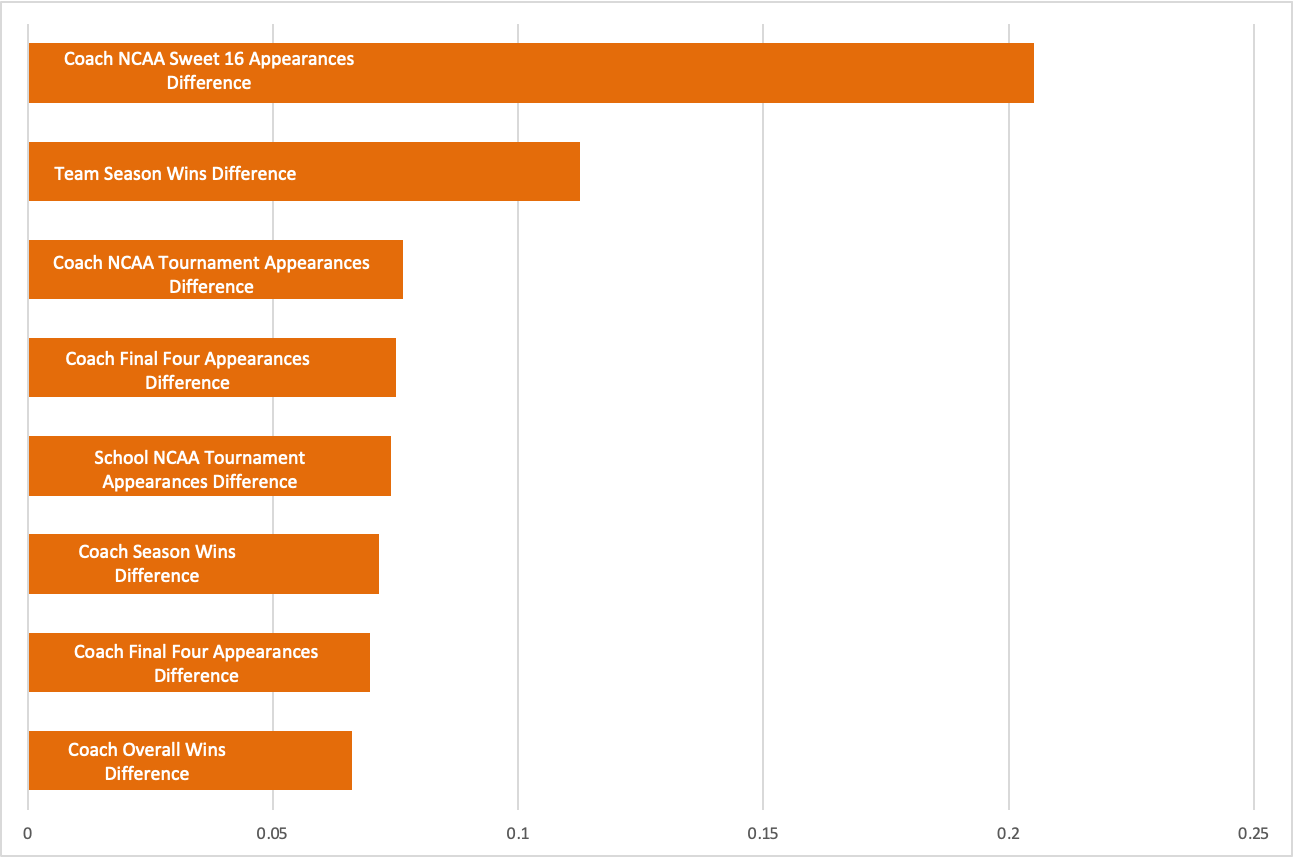 Coach NCAA Sweet 16 Appearances
Difference
Team Season Wins Difference
Coach NCAA Tournament Appearances
Difference
Coach Final Four Appearances
Difference
School NCAA Tournament
Appearances Difference
Coach Season Wins
Difference
Coach Final Four Appearances
Difference
Coach Overall Wins
Difference
0 0.05 0.1 0.15 0.2 0.25